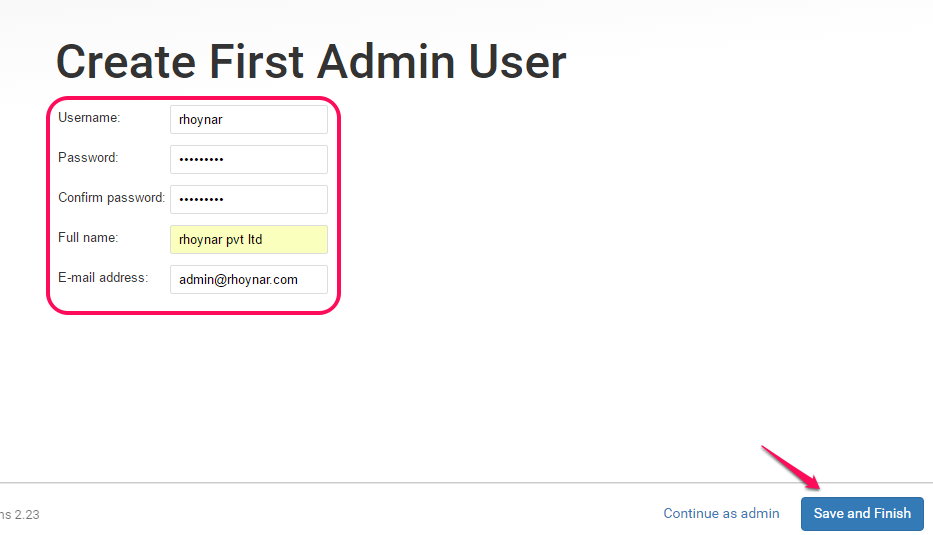 Create First Admin User
Username: rhoynar
Password: •••••••••
Confirm password: •••••••••
Full name: rhoynar pvt ltd
E-mail address: admin@rhoynar.com
ns 2.23 Continue as admin Save and Finish